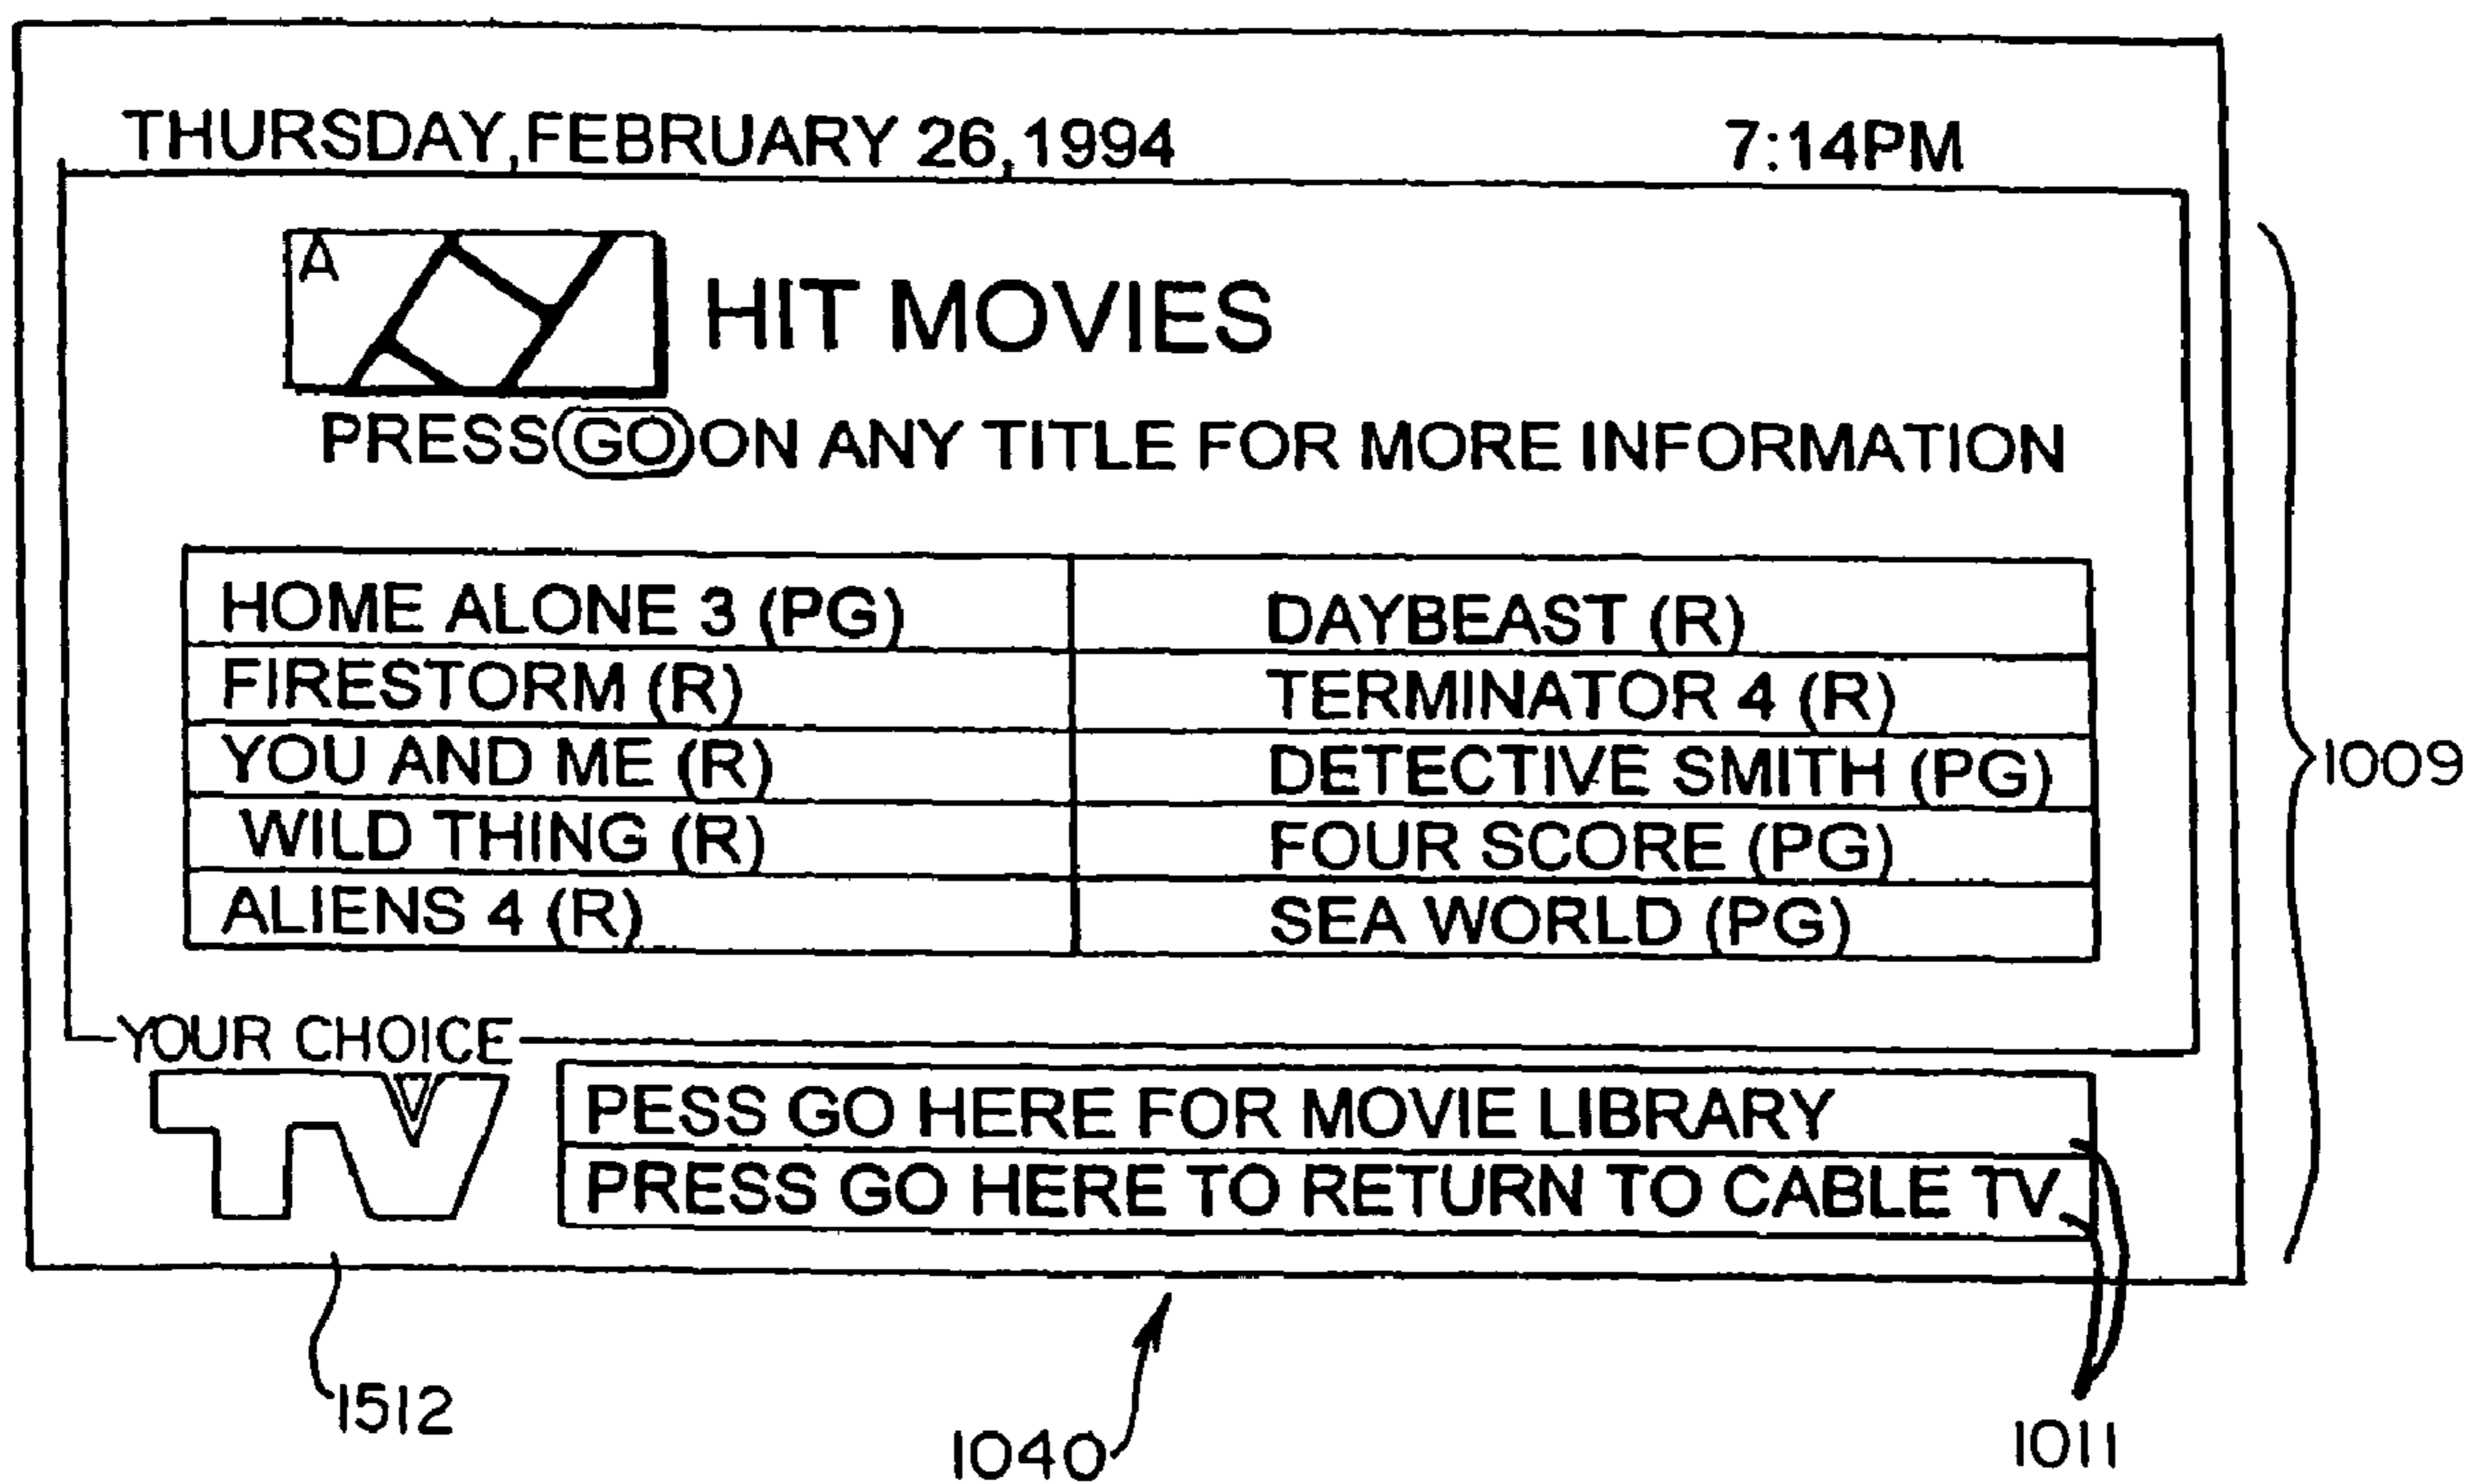 THURSDAY, FEBRUARY 26, 1994 7:14PM
A
HIT MOVIES
PRESS GO ON ANY TITLE FOR MORE INFORMATION
HOME ALONE 3 (PG) DAYBEAST (R)
FIRESTORM (R) TERMINATOR 4 (R)
YOU AND ME (R) DETECTIVE SMITH (PG)
WILD THING (R) FOUR SCORE (PG)
ALIENS 4 (R) SEA WORLD (PG)
1009
YOUR CHOICE
TV
PESS GO HERE FOR MOVIE LIBRARY
PRESS GO HERE TO RETURN TO CABLE TV
1512
1040
1011